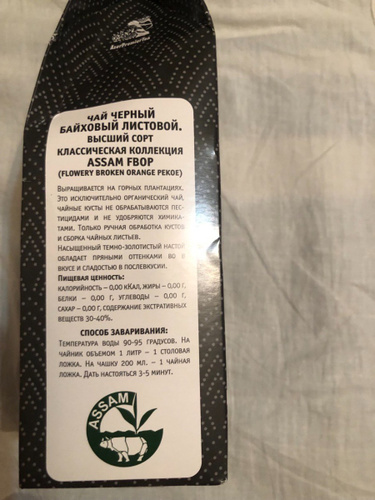 ЧАЙ ЧЕРНЫЙ
БАЙХОВЫЙ ЛИСТОВОЙ.
ВЫСШИЙ СОРТ
КЛАССИЧЕСКАЯ КОЛЛЕКЦИЯ
ASSAM FBOP
(FLOWERY BROKEN ORANGE PEKOE)
ВЫРАЩИВАЕТСЯ НА ГОРНЫХ ПЛАНТАЦИЯХ.
ЭТО ИСКЛЮЧИТЕЛЬНО ОРГАНИЧЕСКИЙ ЧАЙ,
ЧАЙНЫЕ КУСТЫ НЕ ОБРАБАТЫВАЮТСЯ ПЕС-
ТИЦИДАМИ И НЕ УДОБРЯЮТСЯ ХИМИКА-
ТАМИ. ТОЛЬКО РУЧНАЯ ОБРАБОТКА КУСТОВ
И СБОРКА ЧАЙНЫХ ЛИСТЬЕВ.
НАСЫЩЕННЫЙ ТЕМНО-ЗОЛОТИСТЫЙ НАСТОЙ
ОБЛАДАЕТ ПРЯНЫМИ ОТТЕНКАМИ ВО В
ВКУСЕ И СЛАДОСТЬЮ В ПОСЛЕВКУСИИ.
ПИЩЕВАЯ ЦЕННОСТЬ:
КАЛОРИЙНОСТЬ – 0,00 кКАЛ, ЖИРЫ – 0,00 Г,
БЕЛКИ – 0,00 Г, УГЛЕВОДЫ – 0,00 Г,
САХАР – 0,00 Г, СОДЕРЖАНИЕ ЭКСТРАТИВНЫХ
ВЕЩЕСТВ 30-40%.
СПОСОБ ЗАВАРИВАНИЯ:
ТЕМПЕРАТУРА ВОДЫ 90-95 ГРАДУСОВ. НА
ЧАЙНИК ОБЪЕМОМ 1 ЛИТР – 1 СТОЛОВАЯ
ЛОЖКА. НА ЧАШКУ 200 МЛ. – 1 ЧАЙНАЯ
ЛОЖКА. ДАТЬ НАСТОЯТЬСЯ 3-5 МИНУТ.
ASSAM